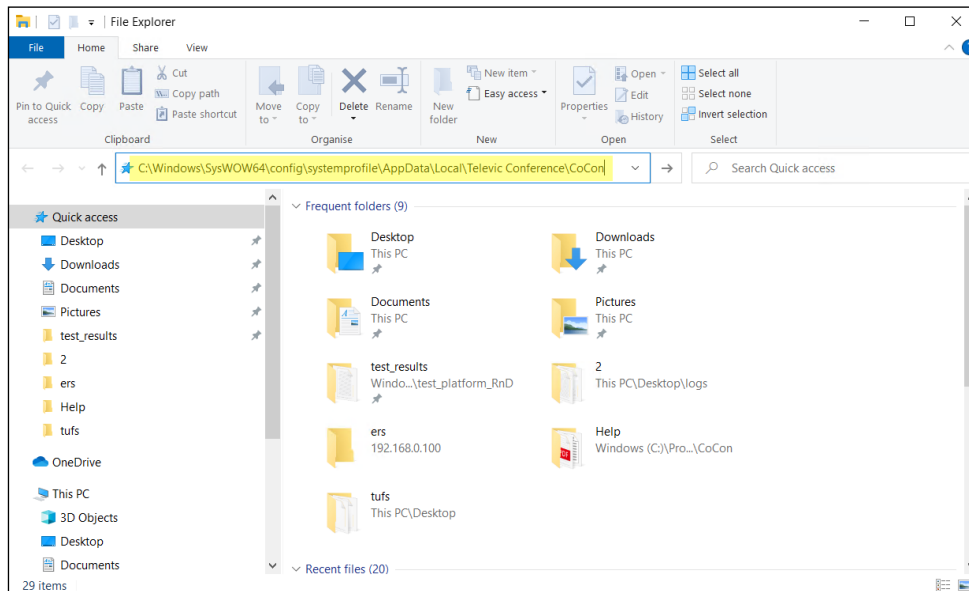 File Explorer
File Home Share View
Pin to Quick access
Copy
Paste
Cut
Copy path
Paste shortcut
Clipboard
Move to
Copy to
Delete
Rename
Organise
New folder
New item
Easy access
New
Properties
Open
Edit
History
Open
Select all
Select none
Invert selection
Select
C:\Windows\SysWOW64\config\systemprofile\AppData\Local\Televic Conference\CoCon
Search Quick access
Quick access
Desktop
Downloads
Documents
Pictures
test_results
2
ers
Help
tufs
OneDrive
This PC
3D Objects
Desktop
Documents
Frequent folders (9)
Desktop
This PC
Downloads
This PC
Documents
This PC
Pictures
This PC
test_results
Windo...\test_platform_RnD
2
This PC\Desktop\logs
ers
192.168.0.100
Help
Windows (C:)\Pro...\CoCon
PDF
tufs
This PC\Desktop
Recent files (20)
29 items